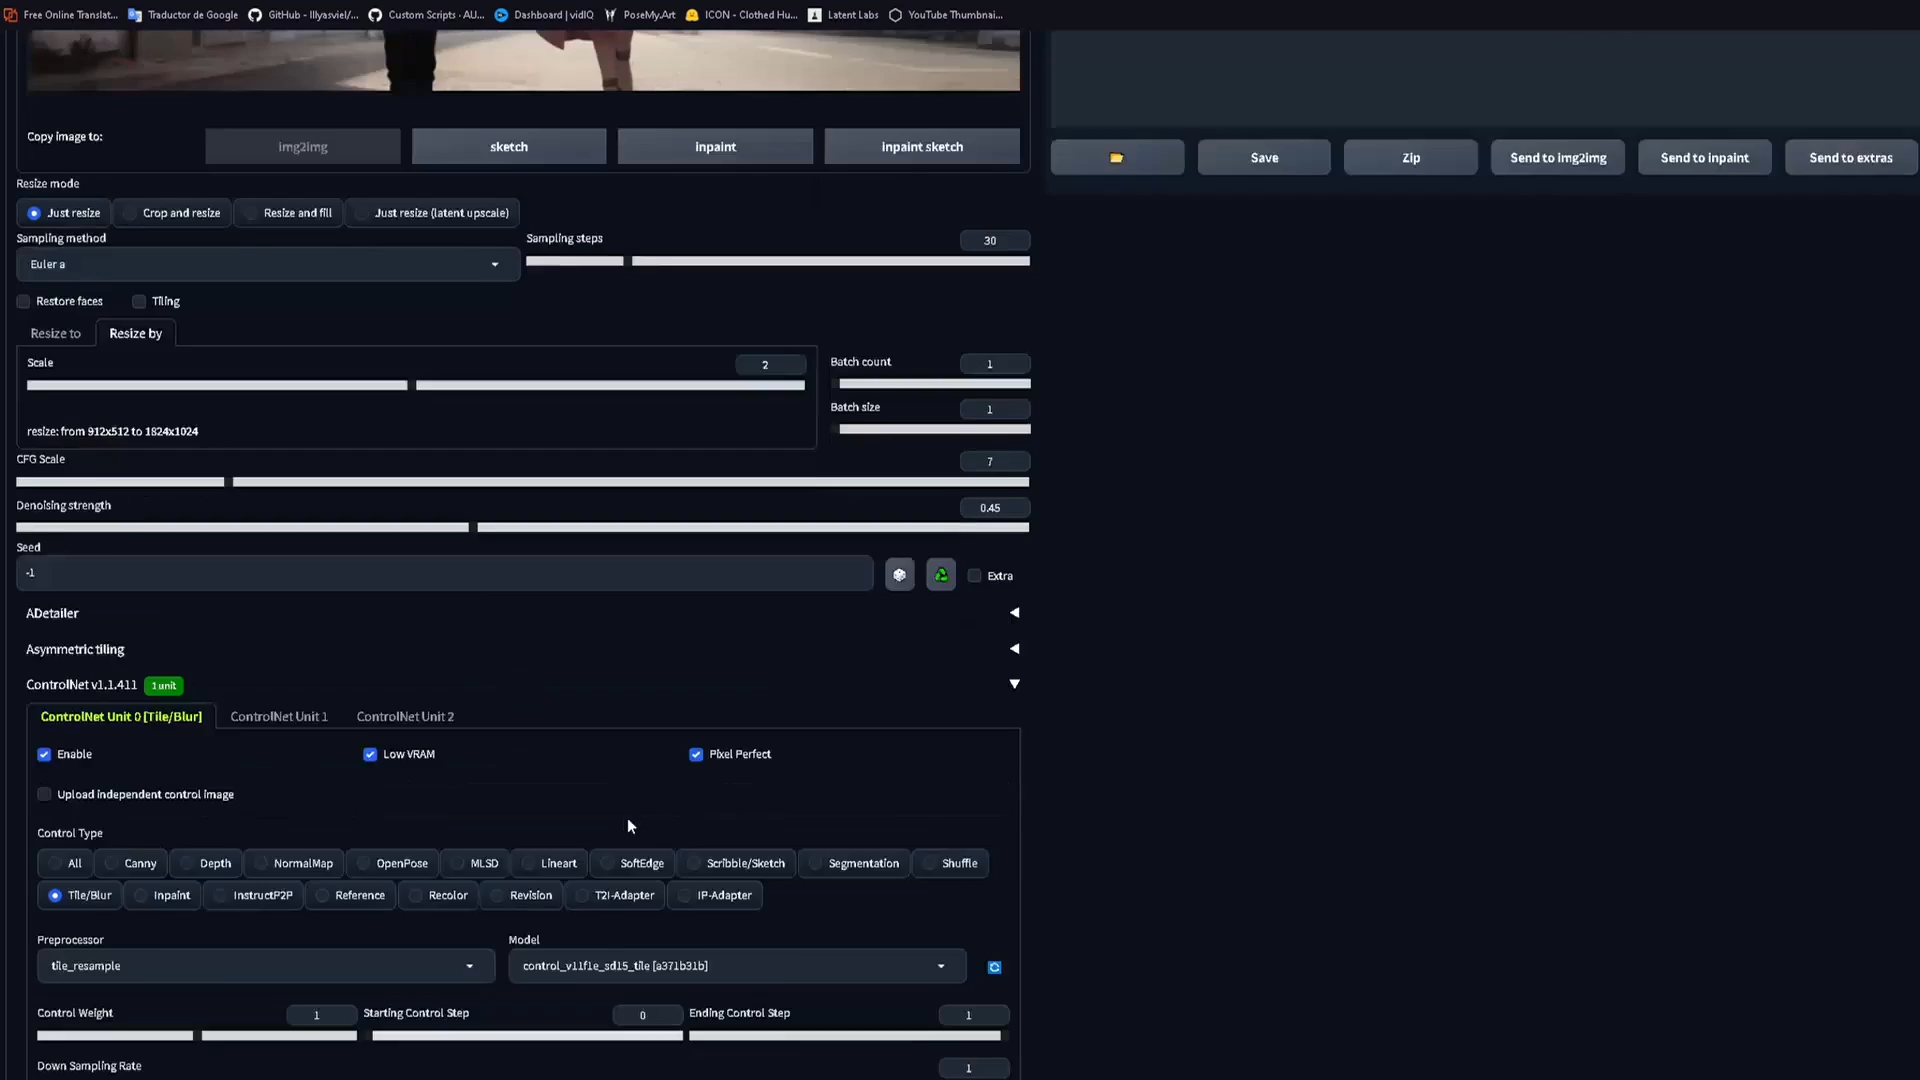 Free Online Translat...
Traductor de Google
GitHub - Illyasviel/...
Custom Scripts · AU...
Dashboard | vidIQ
PoseMy.Art
ICON - Clothed Hu...
Latent Labs
YouTube Thumbnai...
Copy image to:
img2img
sketch
inpaint
inpaint sketch
Save
Zip
Send to img2img
Send to inpaint
Send to extras
Resize mode
Just resize
Crop and resize
Resize and fill
Just resize (latent upscale)
Sampling method
Sampling steps
30
Euler a
Restore faces
Tiling
Resize to
Resize by
Scale
2
Batch count
1
Batch size
1
resize: from 912x512 to 1824x1024
CFG Scale
7
Denoising strength
0.45
Seed
-1
Extra
ADetailer
Asymmetric tiling
ControlNet v1.1.411
1 unit
ControlNet Unit 0 [Tile/Blur]
ControlNet Unit 1
ControlNet Unit 2
Enable
Low VRAM
Pixel Perfect
Upload independent control image
Control Type
All
Canny
Depth
NormalMap
OpenPose
MLSD
Lineart
SoftEdge
Scribble/Sketch
Segmentation
Shuffle
Tile/Blur
Inpaint
InstructP2P
Reference
Recolor
Revision
T2I-Adapter
IP-Adapter
Preprocessor
Model
tile_resample
control_v11f1e_sd15_tile [a371b31b]
Control Weight
1
Starting Control Step
0
Ending Control Step
1
Down Sampling Rate
1